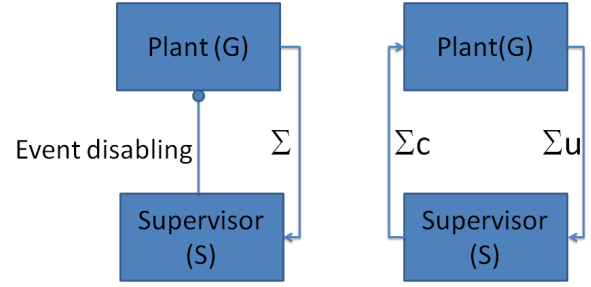 Plant (G)
Event disabling
Σ
Supervisor
(S)
Plant(G)
Σc
Σu
Supervisor
(S)